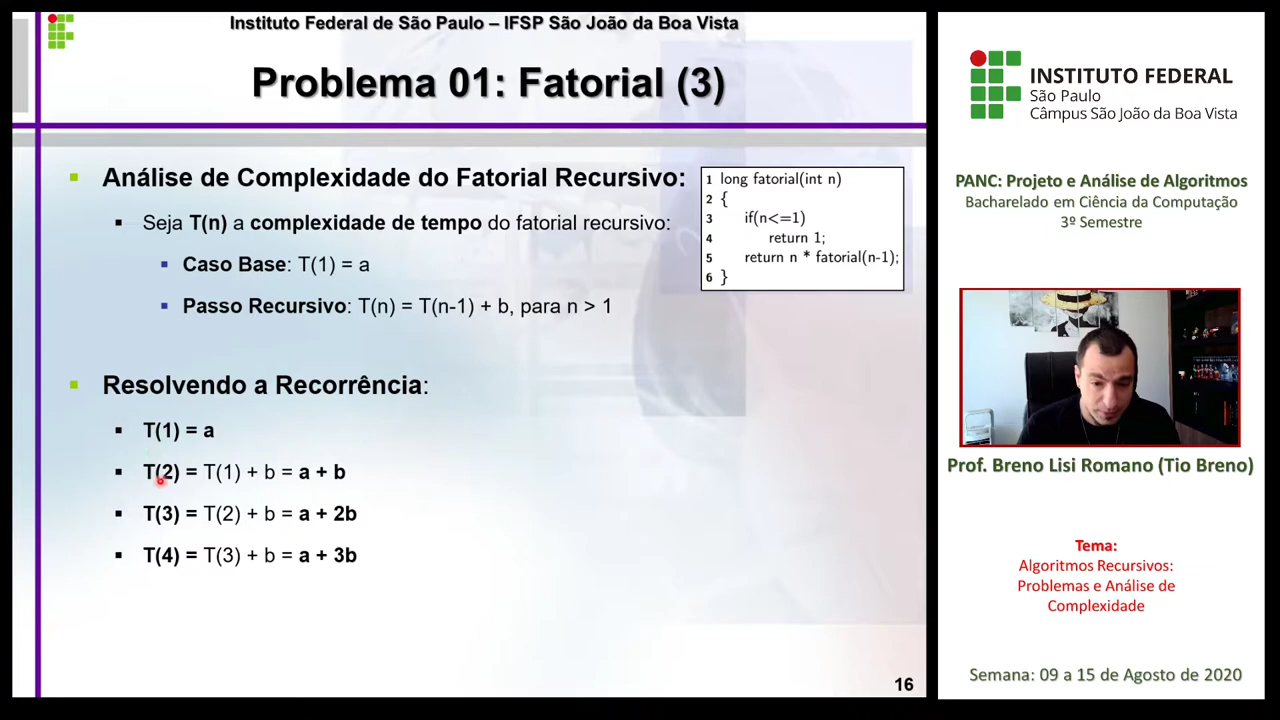 Instituto Federal de São Paulo – IFSP São João da Boa Vista
Problema 01: Fatorial (3)
Análise de Complexidade do Fatorial Recursivo:
Seja T(n) a complexidade de tempo do fatorial recursivo:
Caso Base: T(1) = a
Passo Recursivo: T(n) = T(n-1) + b, para n > 1
1 long fatorial(int n)
2 {
3 if(n<=1)
4 return 1;
5 return n * fatorial(n-1);
6 }
Resolvendo a Recorrência:
T(1) = a
T(2) = T(1) + b = a + b
T(3) = T(2) + b = a + 2b
T(4) = T(3) + b = a + 3b
16
INSTITUTO FEDERAL
São Paulo
Câmpus São João da Boa Vista
PANC: Projeto e Análise de Algoritmos
Bacharelado em Ciência da Computação
3º Semestre
Prof. Breno Lisi Romano (Tio Breno)
Tema:
Algoritmos Recursivos:
Problemas e Análise de
Complexidade
Semana: 09 a 15 de Agosto de 2020